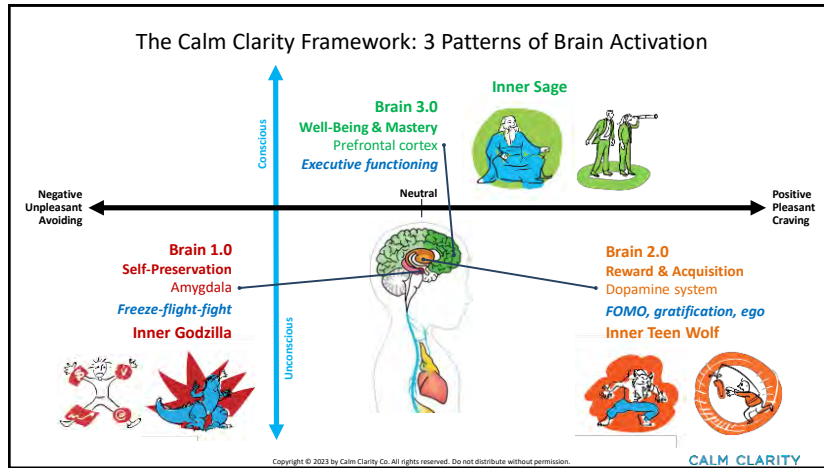 The Calm Clarity Framework: 3 Patterns of Brain Activation
Conscious
Inner Sage
Brain 3.0
Well-Being & Mastery
Prefrontal cortex
Executive functioning
Negative
Unpleasant
Avoiding
Neutral
Positive
Pleasant
Craving
Brain 1.0
Self-Preservation
Amygdala
Freeze-flight-fight
Inner Godzilla
Brain 2.0
Reward & Acquisition
Dopamine system
FOMO, gratification, ego
Inner Teen Wolf
Unconscious
Copyright © 2023 by Calm Clarity Co. All rights reserved. Do not distribute without permission.
CALM CLARITY